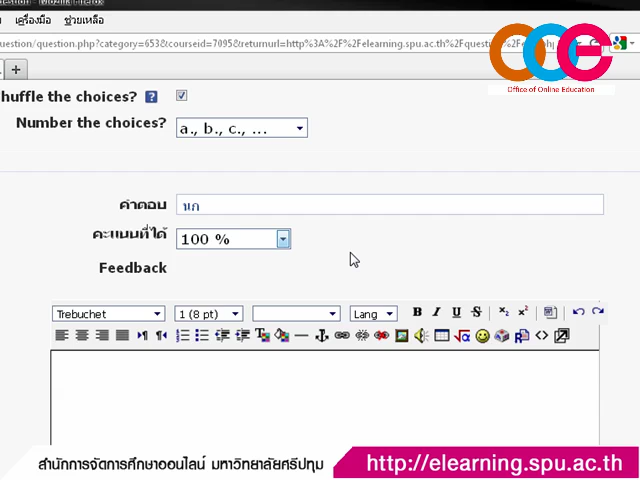 เครื่องมือ ช่วยเหลือ
uestion/question.php?category=653&courseid=7095&returnurl=http%3A%2F%2Felearning.spu.ac.th%2Fques
oce
Office of Online Education
huffle the choices? ?
Number the choices? a., b., c., ...
คำตอบ นก
คะแนนที่ได้ 100 %
Feedback
Trebuchet 1 (8 pt) Lang B I U S x₂ x²
สำนักการจัดการศึกษาออนไลน์ มหาวิทยาลัยศรีปทุม http://elearning.spu.ac.th